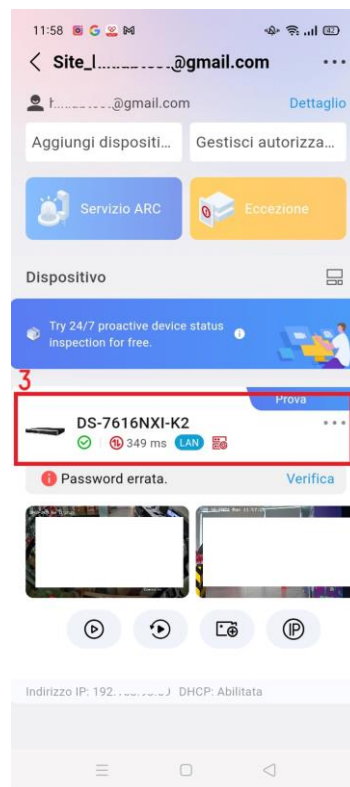 11:58
Site_l...............@gmail.com
@gmail.com Dettaglio
Aggiungi dispositi... Gestisci autorizza...
Servizio ARC Eccezione
Dispositivo
Try 24/7 proactive device status
inspection for free.
3
Prova
DS-7616NXI-K2
349 ms LAN
Password errata. Verifica
IP
Indirizzo IP: 192. DHCP: Abilitata